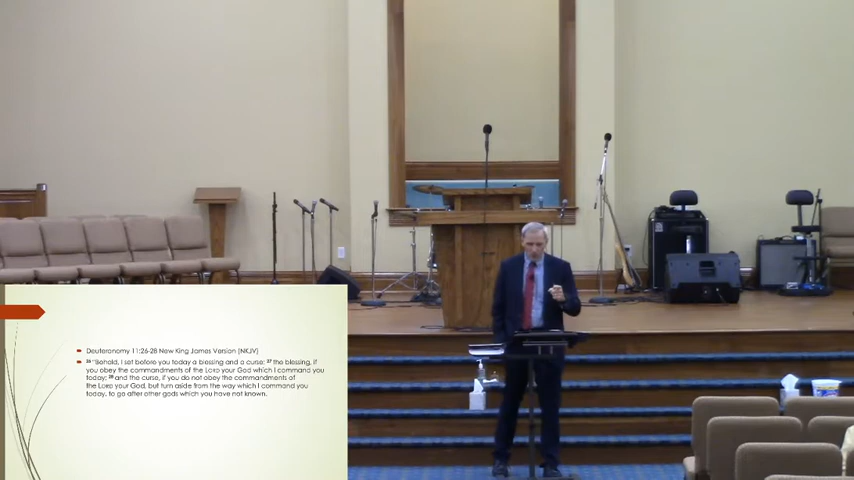 Deuteronomy 11:26-28 New King James Version (NKJV)
26 "Behold, I set before you today a blessing and a curse: 27 the blessing, if
you obey the commandments of the LORD your God which I command you
today; 28 and the curse, if you do not obey the commandments of
the LORD your God, but turn aside from the way which I command you
today, to go after other gods which you have not known.